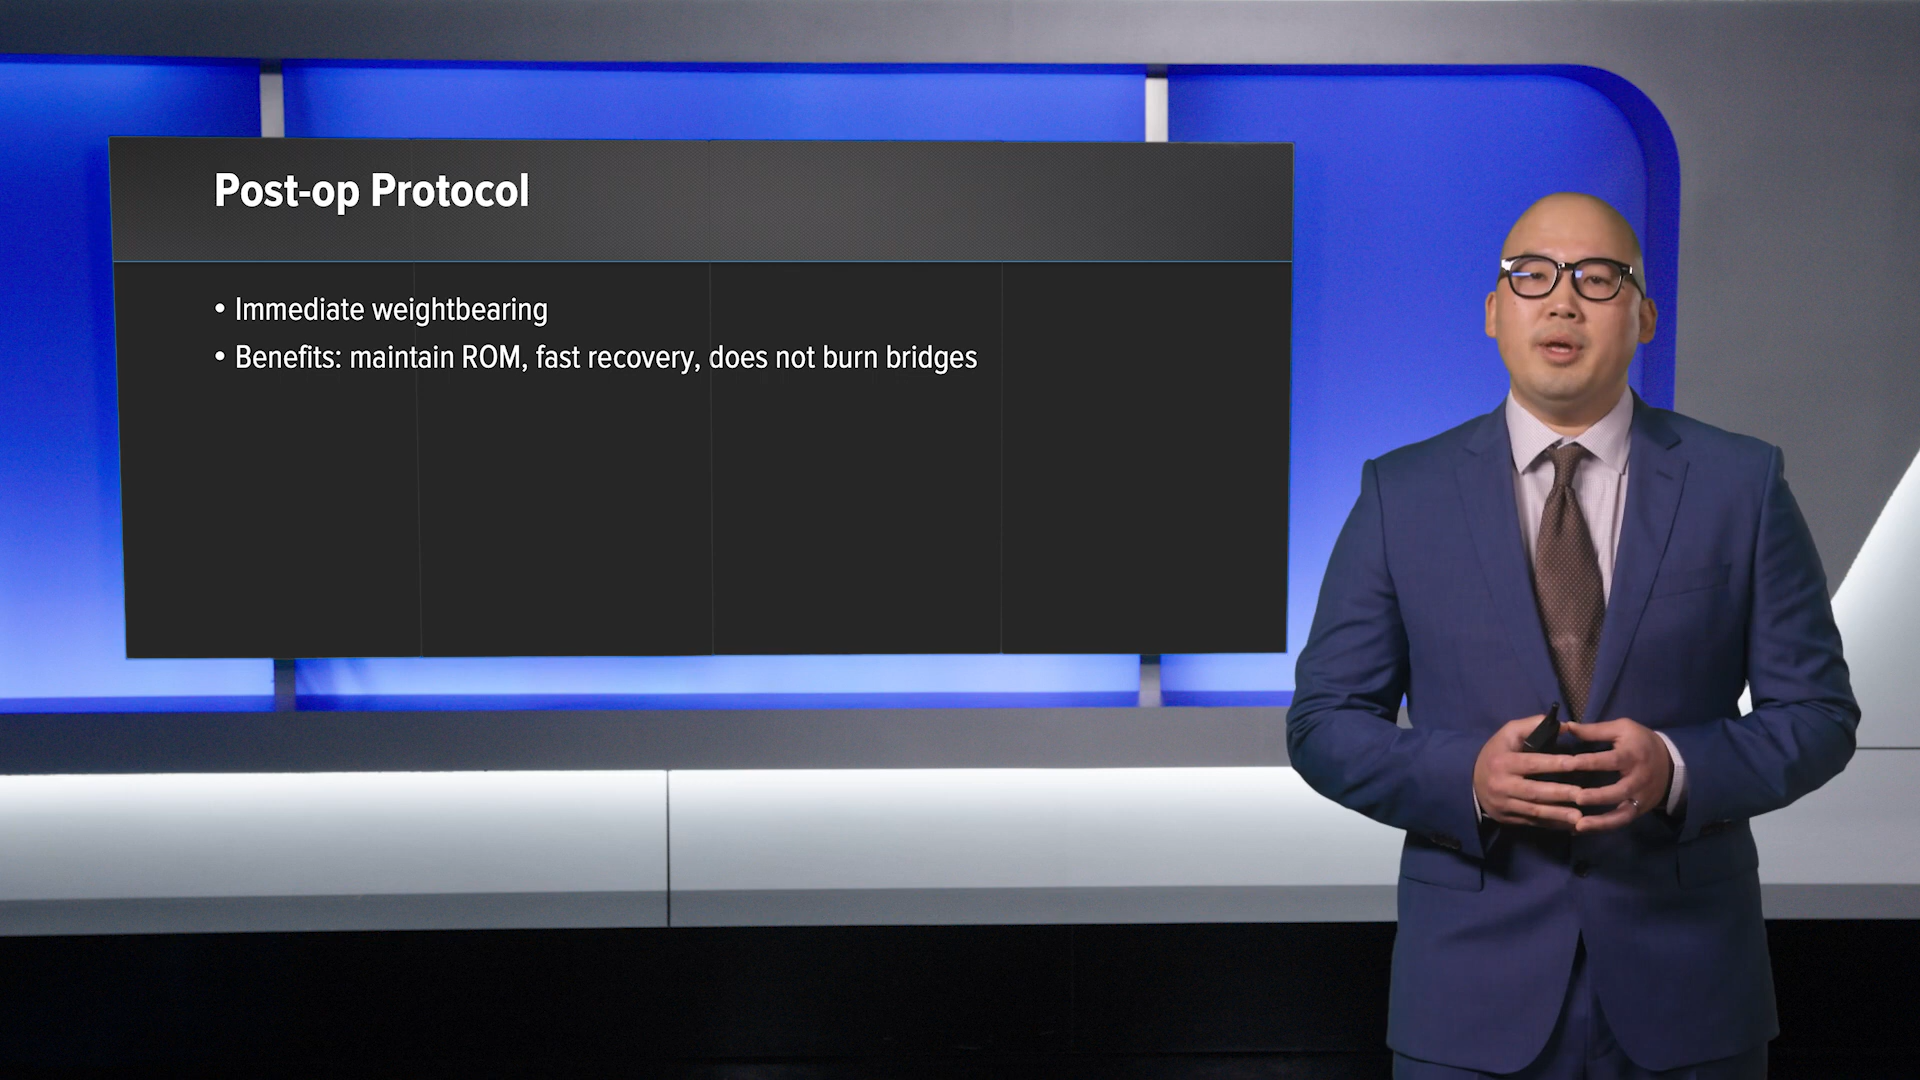 Post-op Protocol
• Immediate weightbearing
• Benefits: maintain ROM, fast recovery, does not burn bridges